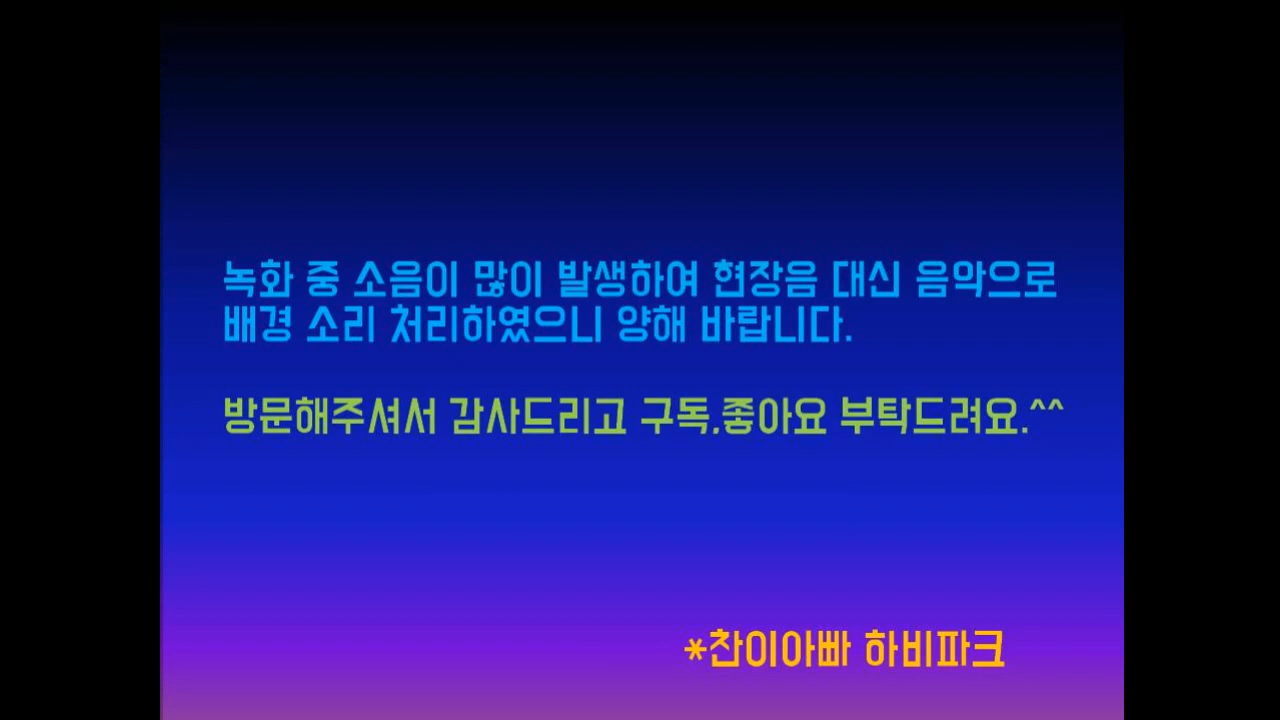 녹화 중 소음이 많이 발생하여 현장음 대신 음악으로
배경 소리 처리하였으니 양해 바랍니다.
방문해주셔서 감사드리고 구독,좋아요 부탁드려요.^^
*찬이아빠 하비파크